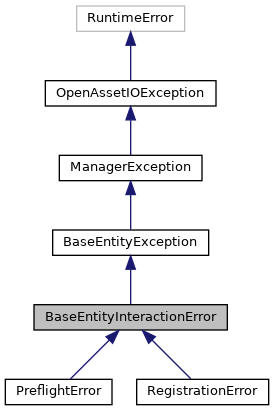 RuntimeError
OpenAssetIOException
ManagerException
BaseEntityException
BaseEntityInteractionError
PreflightError
RegistrationError